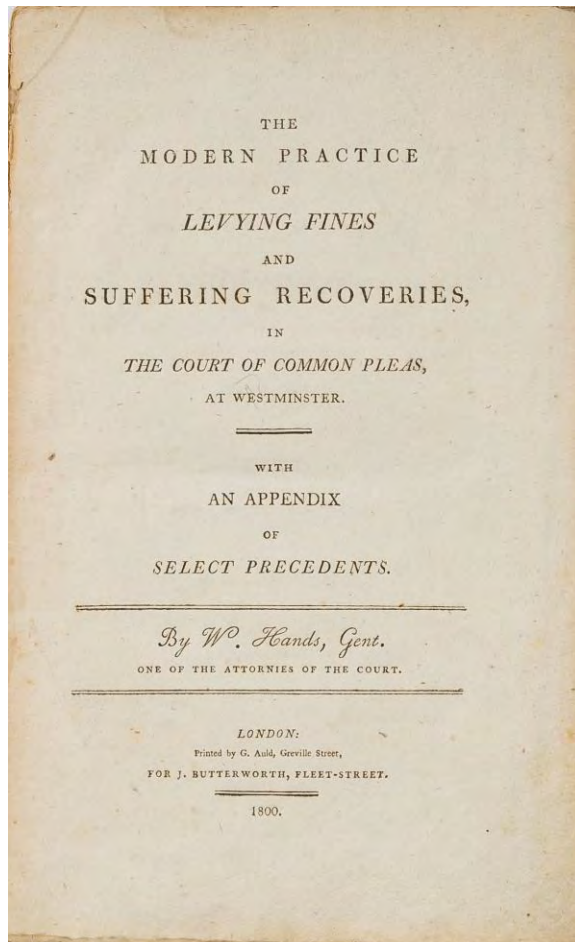 THE
MODERN PRACTICE
OF
LEVYING FINES
AND
SUFFERING RECOVERIES,
IN
THE COURT OF COMMON PLEAS,
AT WESTMINSTER.
WITH
AN APPENDIX
OF
SELECT PRECEDENTS.
By Wᵒ. Hands, Gent.
ONE OF THE ATTORNIES OF THE COURT.
LONDON:
Printed by G. Auld, Greville Street,
FOR J. BUTTERWORTH, FLEET-STREET.
1800.